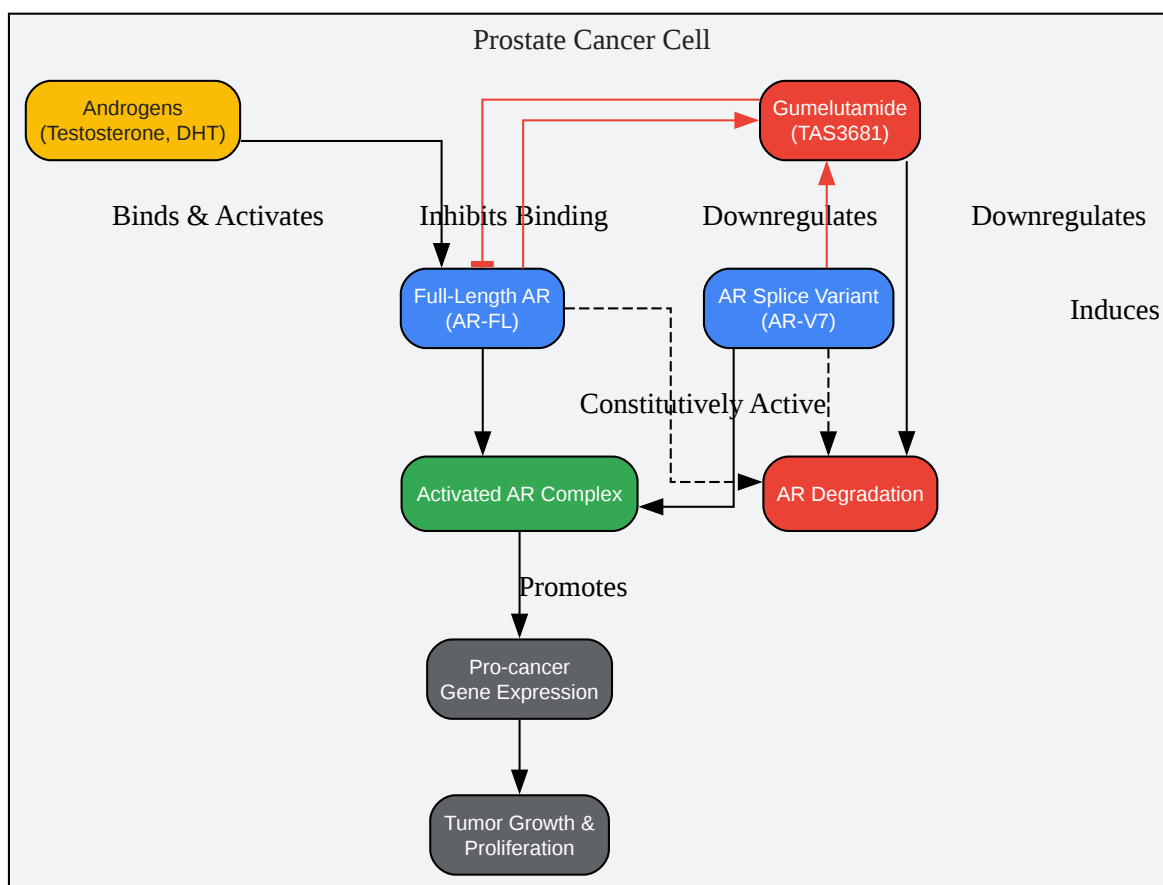 Prostate Cancer Cell
Androgens
(Testosterone, DHT)
Gumelutamide
(TAS3681)
Binds & Activates
Inhibits Binding
Downregulates
Downregulates
Full-Length AR
(AR-FL)
AR Splice Variant
(AR-V7)
Induces
Constitutively Active
Activated AR Complex
AR Degradation
Promotes
Pro-cancer
Gene Expression
Tumor Growth &
Proliferation